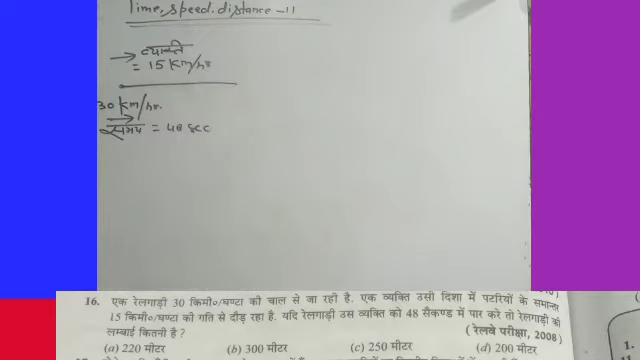 Time, speed, distance -11
→ व्यक्ति
= 15 Km/hr
30 Km/hr.
समय = 48 sec
16. एक रेलगाड़ी 30 किमी०/घण्टा की चाल से जा रही है. एक व्यक्ति उसी दिशा में पटरियों के समान्तर
15 किमी०/घण्टा की गति से दौड़ रहा है. यदि रेलगाड़ी उस व्यक्ति को 48 सैकण्ड में पार करे तो रेलगाड़ी की
लम्बाई कितनी है ? (रेलवे परीक्षा, 2008)
(a) 220 मीटर (b) 300 मीटर (c) 250 मीटर (d) 200 मीटर
1.